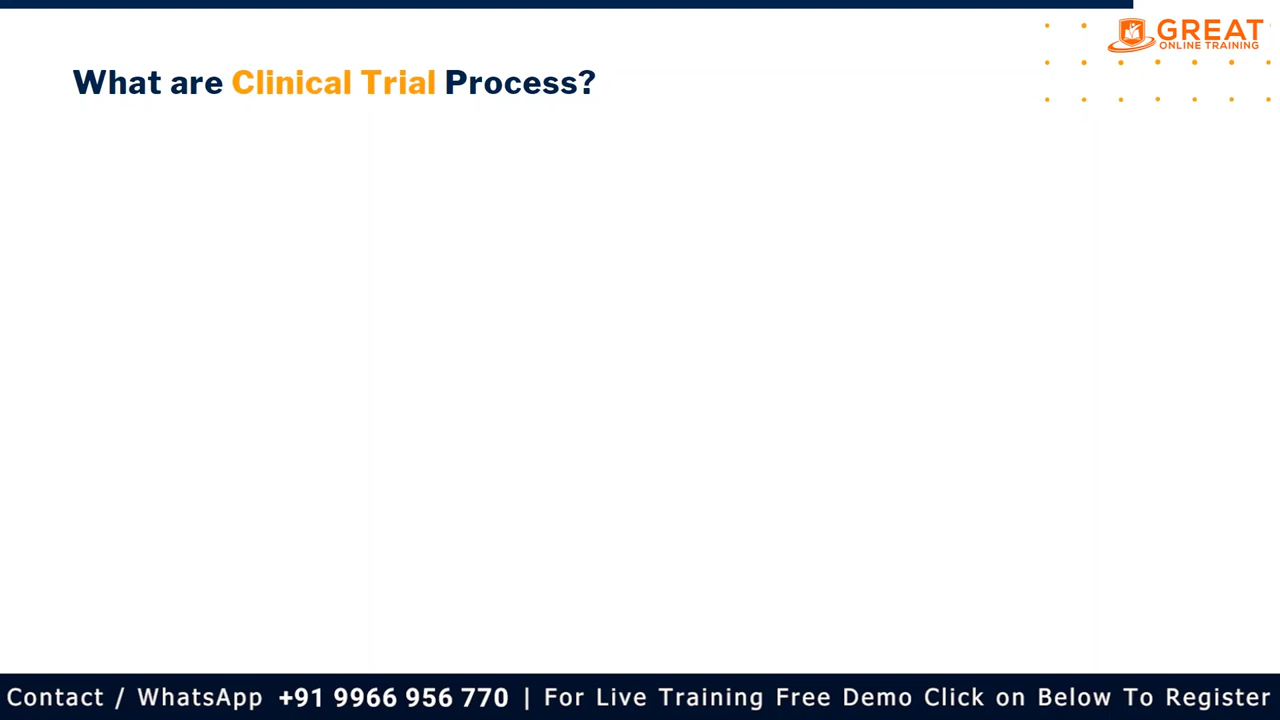 GREAT
ONLINE TRAINING
What are Clinical Trial Process?
Contact / WhatsApp +91 9966 956 770 | For Live Training Free Demo Click on Below To Register